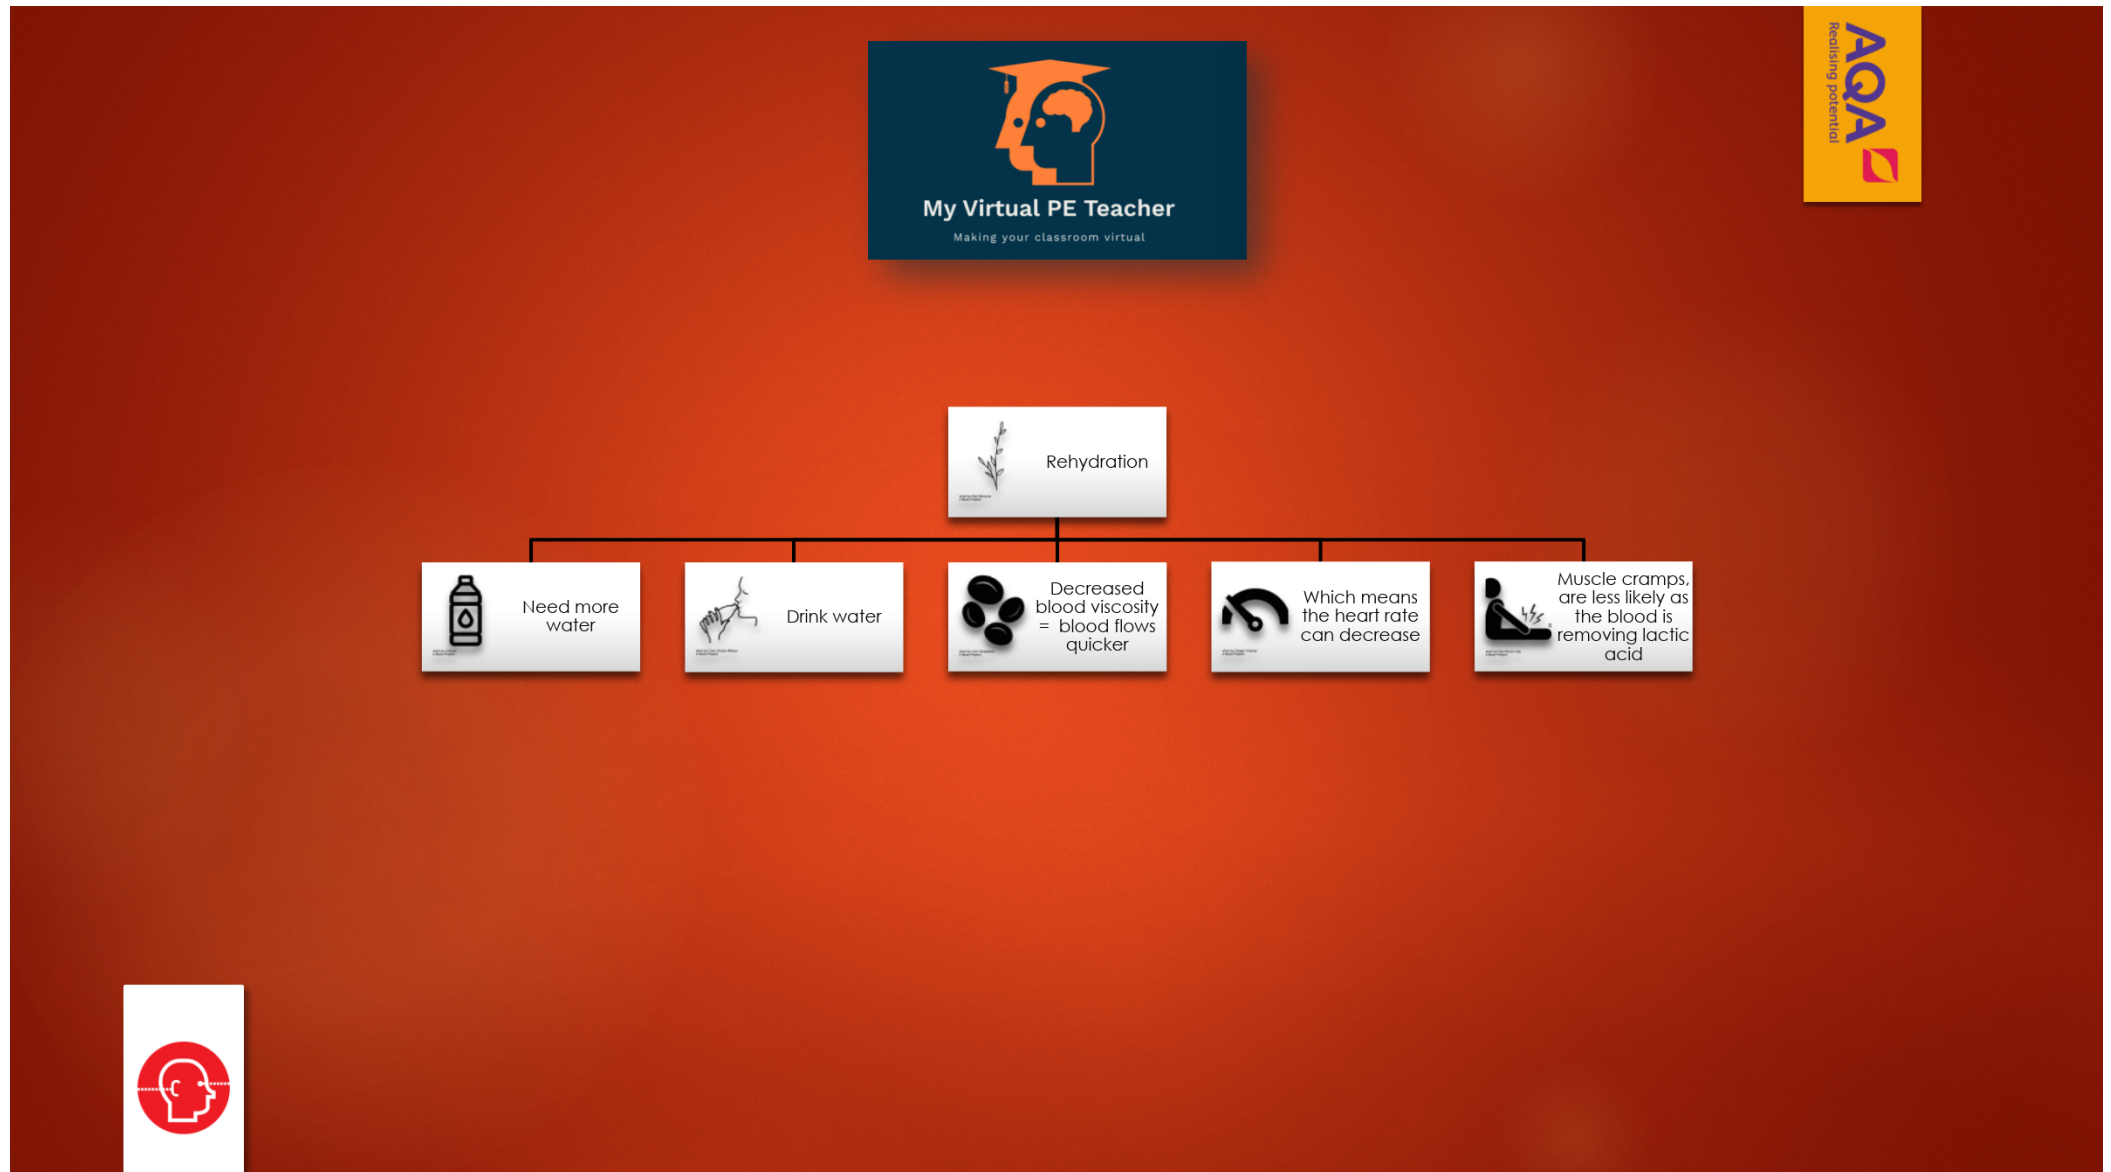 AQA
Realising potential
My Virtual PE Teacher
Making your classroom virtual
Rehydration
Need more
water
Drink water
Decreased
blood viscosity
= blood flows
quicker
Which means
the heart rate
can decrease
Muscle cramps,
are less likely as
the blood is
removing lactic
acid